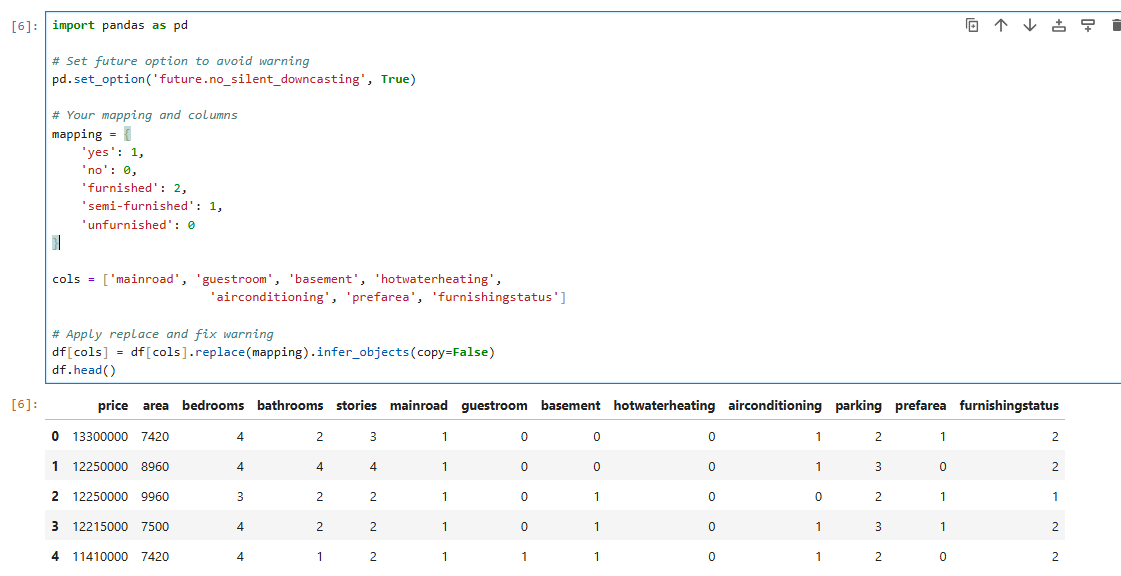 [6]: import pandas as pd
# Set future option to avoid warning
pd.set_option('future.no_silent_downcasting', True)
# Your mapping and columns
mapping = {
    'yes': 1,
    'no': 0,
    'furnished': 2,
    'semi-furnished': 1,
    'unfurnished': 0
}
cols = ['mainroad', 'guestroom', 'basement', 'hotwaterheating',
                     'airconditioning', 'prefarea', 'furnishingstatus']
# Apply replace and fix warning
df[cols] = df[cols].replace(mapping).infer_objects(copy=False)
df.head()
[6]: price area bedrooms bathrooms stories mainroad guestroom basement hotwaterheating airconditioning parking prefarea furnishingstatus
0 13300000 7420 4 2 3 1 0 0 0 1 2 1 2
1 12250000 8960 4 4 4 1 0 0 0 1 3 0 2
2 12250000 9960 3 2 2 1 0 1 0 0 2 1 1
3 12215000 7500 4 2 2 1 0 1 0 1 3 1 2
4 11410000 7420 4 1 2 1 1 1 0 1 2 0 2